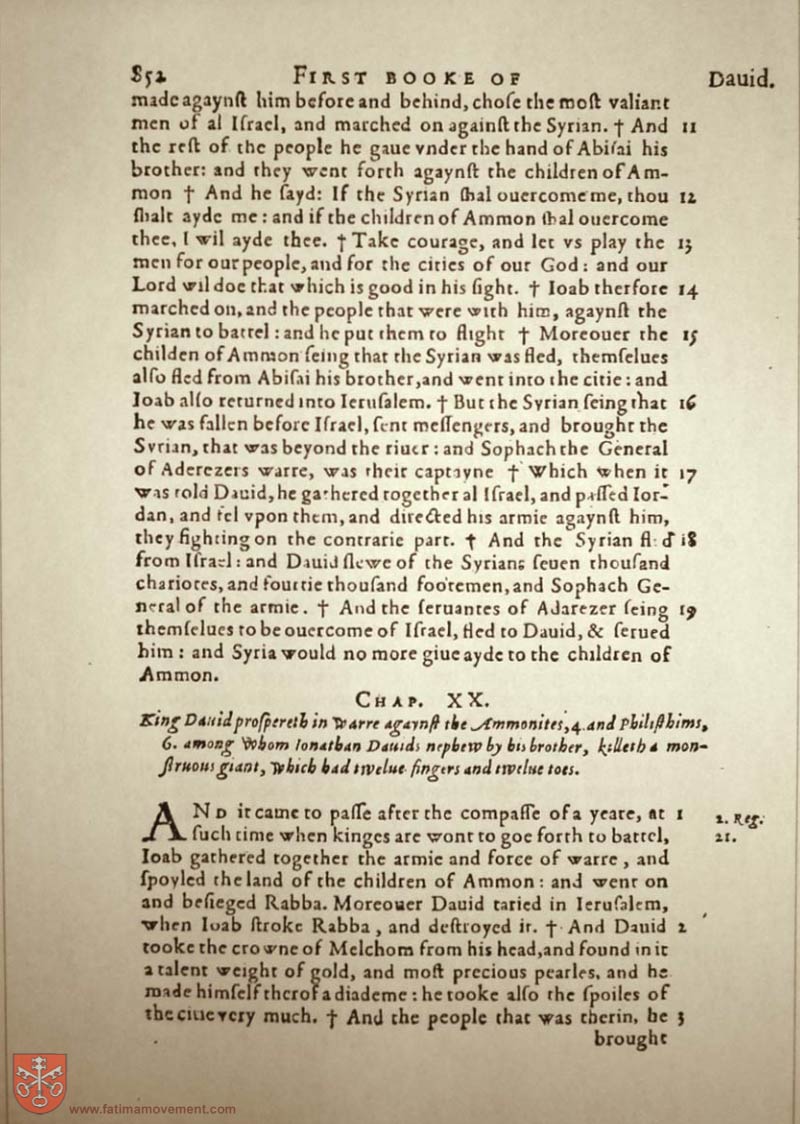 852 FIRST BOOKE OF Dauid.
made agaynſt him before and behind, choſe the moſt valiant
men of al Iſrael, and marched on againſt the Syrian. † And 11
the reſt of the people he gaue vnder the hand of Abiſai his
brother: and they went forth agaynſt the children of Am-
mon † And he ſayd: If the Syrian ſhal ouercome me, thou 12
ſhalt ayde me: and if the children of Ammon ſhal ouercome
thee, I wil ayde thee. † Take courage, and let vs play the 13
men for our people, and for the cities of our God: and our
Lord wil doe that which is good in his ſight. † Ioab therfore 14
marched on, and the people that were with him, agaynſt the
Syrian to battel: and he put them to flight † Moreouer the 15
childen of Ammon ſeing that the Syrian was fled, themſelues
alſo fled from Abiſai his brother, and went into the citie: and
Ioab alſo returned into Ieruſalem. † But the Syrian ſeing that 16
he was fallen before Iſrael, ſent meſſengers, and brought the
Syrian, that was beyond the riuer: and Sophach the General
of Aderezers warre, was their captayne † Which when it 17
was told Dauid, he gathered together al Iſrael, and paſſed Ior-
dan, and fel vpon them, and directed his armie agaynſt him,
they fighting on the contrarie part. † And the Syrian fled 18
from Iſrael: and Dauid ſlewe of the Syrians ſeuen thouſand
chariotes, and fourtie thouſand footemen, and Sophach Ge-
neral of the armie. † And the ſeruantes of Adarezer ſeing 19
themſelues to be ouercome of Iſrael, fled to Dauid, & ſerued
him: and Syria would no more giue ayde to the children of
Ammon.
CHAP. XX.
King Dauid proſpereth in warre agaynſt the Ammonites, 4. and Philiſthims,
6. among whom Ionathan Dauids nephew by his brother, killeth a mon-
ſtruous giant, which had twelue fingers and twelue toes.
AND it came to paſſe after the compaſſe of a yeare, at 1 2. Reg.
ſuch time when kinges are wont to goe forth to battel, 21.
Ioab gathered together the armie and force of warre, and
ſpoyled the land of the children of Ammon: and went on
and beſieged Rabba. Moreouer Dauid taried in Ieruſalem,
when Ioab ſtroke Rabba, and deſtroyed it. † And Dauid 2
tooke the crowne of Melchom from his head, and found in it
a talent weight of gold, and moſt precious pearles, and he
made himſelf therof a diademe: he tooke alſo the ſpoiles of
the citie very much. † And the people that was therin, he 3
brought
www.fatimamovement.com